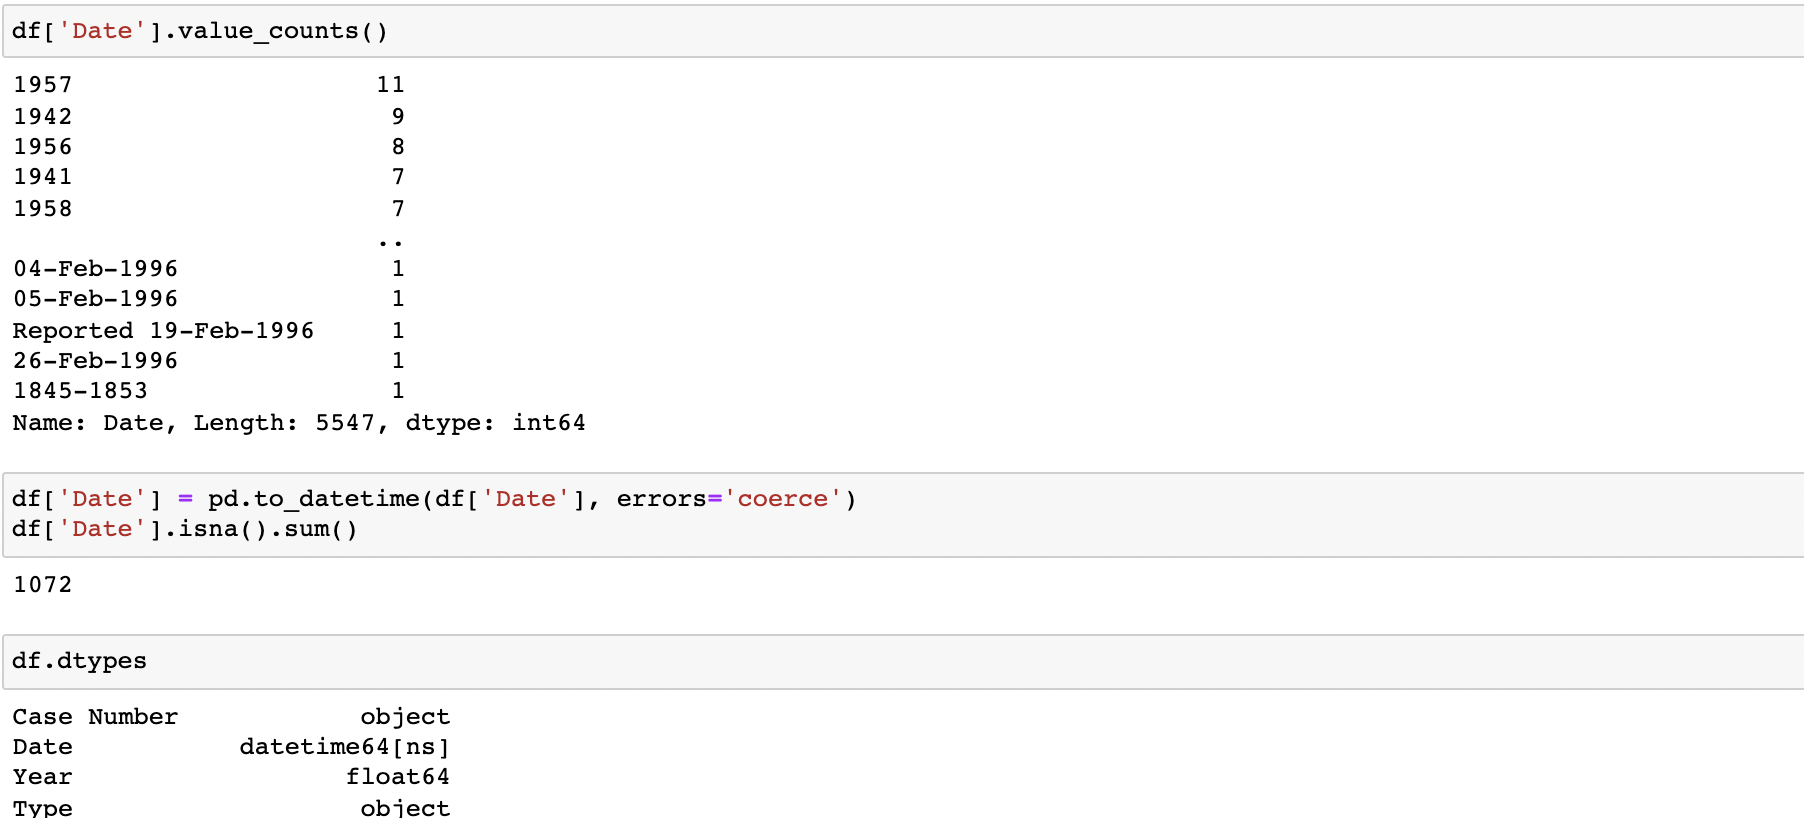 df['Date'].value_counts()
1957 11
1942 9
1956 8
1941 7
1958 7
..
04-Feb-1996 1
05-Feb-1996 1
Reported 19-Feb-1996 1
26-Feb-1996 1
1845-1853 1
Name: Date, Length: 5547, dtype: int64
df['Date'] = pd.to_datetime(df['Date'], errors='coerce')
df['Date'].isna().sum()
1072
df.dtypes
Case Number object
Date datetime64[ns]
Year float64
Type object